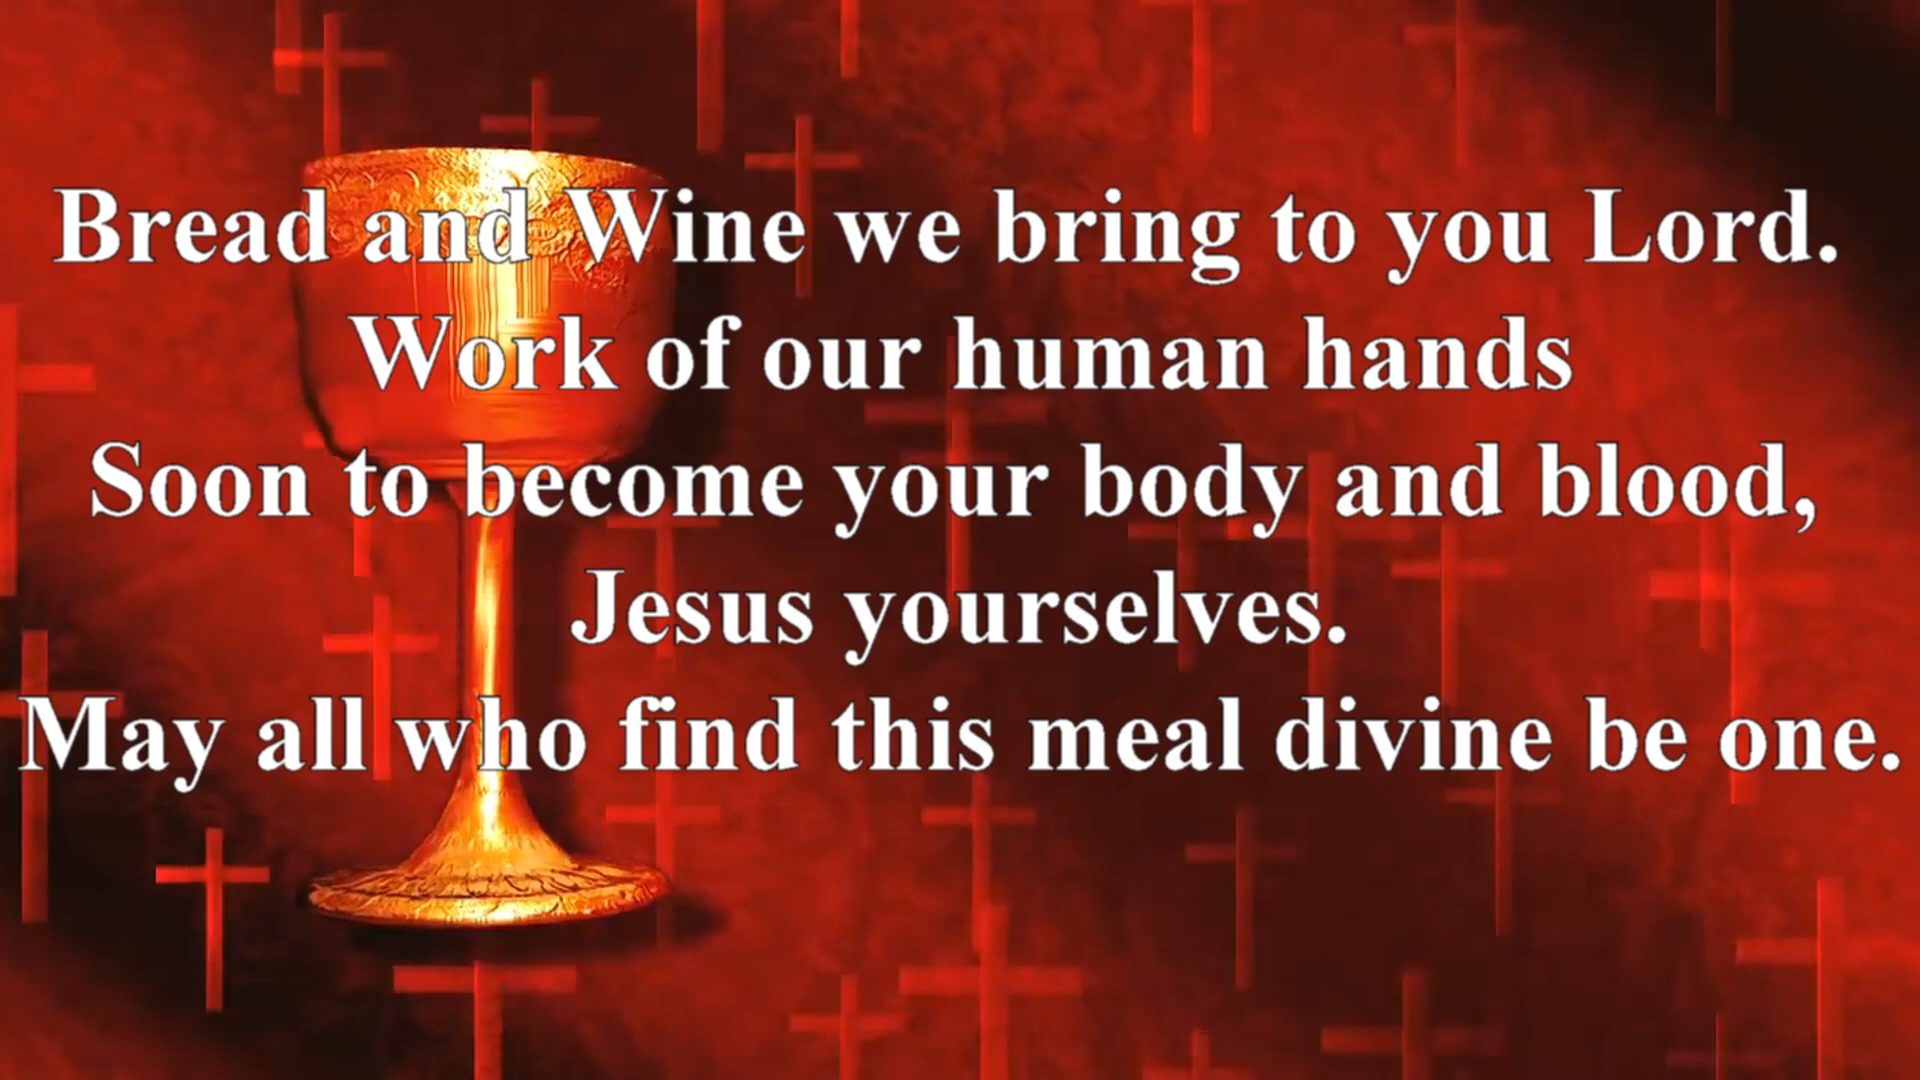 Bread and Wine we bring to you Lord.
Work of our human hands
Soon to become your body and blood,
Jesus yourselves.
May all who find this meal divine be one.